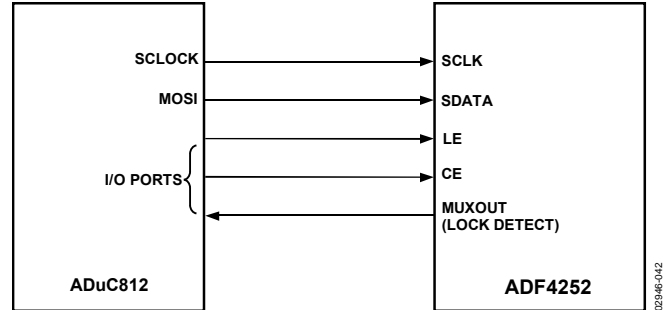 SCLOCK
MOSI
I/O PORTS
ADuC812
SCLK
SDATA
LE
CE
MUXOUT
(LOCK DETECT)
ADF4252
02946-042